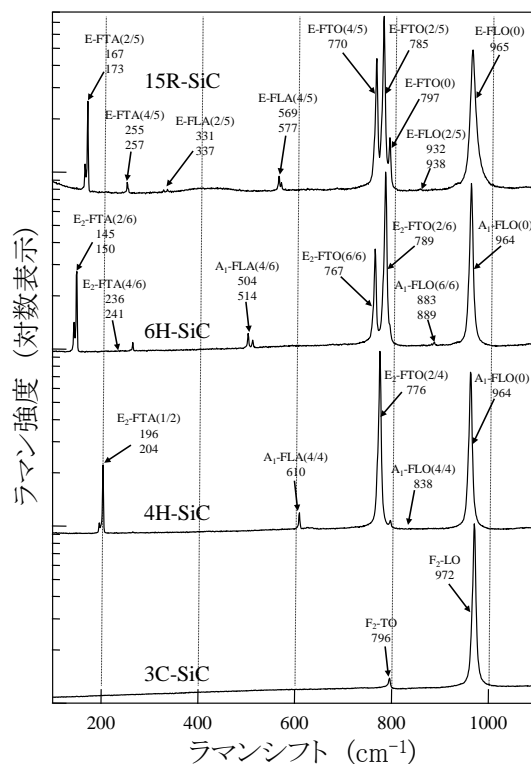 E-FTA(2/5)
167
173
15R-SiC
E-FTA(4/5)
255
257
E-FLA(2/5)
331
337
E-FLA(4/5)
569
577
E-FTO(4/5)
770
E-FTO(2/5)
785
E-FTO(0)
797
E-FLO(2/5)
932
938
E-FLO(0)
965
E₂-FTA(2/6)
145
150
E₂-FTA(4/6)
236
241
6H-SiC
A₁-FLA(4/6)
504
514
E₂-FTO(6/6)
767
E₂-FTO(2/6)
789
A₁-FLO(6/6)
883
889
A₁-FLO(0)
964
E₂-FTA(1/2)
196
204
4H-SiC
A₁-FLA(4/4)
610
E₂-FTO(2/4)
776
A₁-FLO(4/4)
838
A₁-FLO(0)
964
3C-SiC
F₂-TO
796
F₂-LO
972
ラマン強度 (対数表示)
200 400 600 800 1000
ラマンシフト (cm⁻¹)